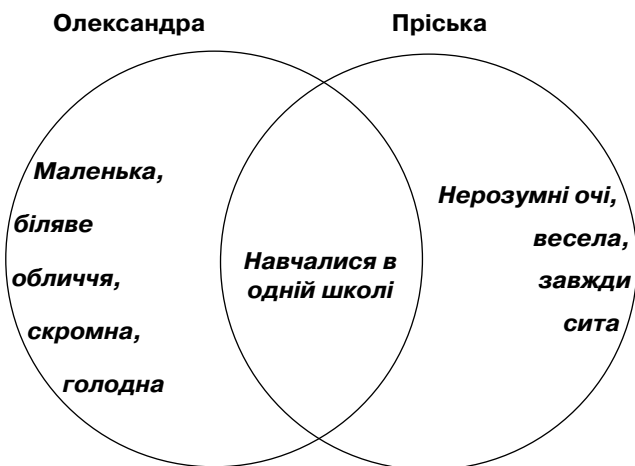 Олександра
Пріська
Маленька,
біляве
обличчя,
скромна,
голодна
Навчалися в
одній школі
Нерозумні очі,
весела,
завжди
сита